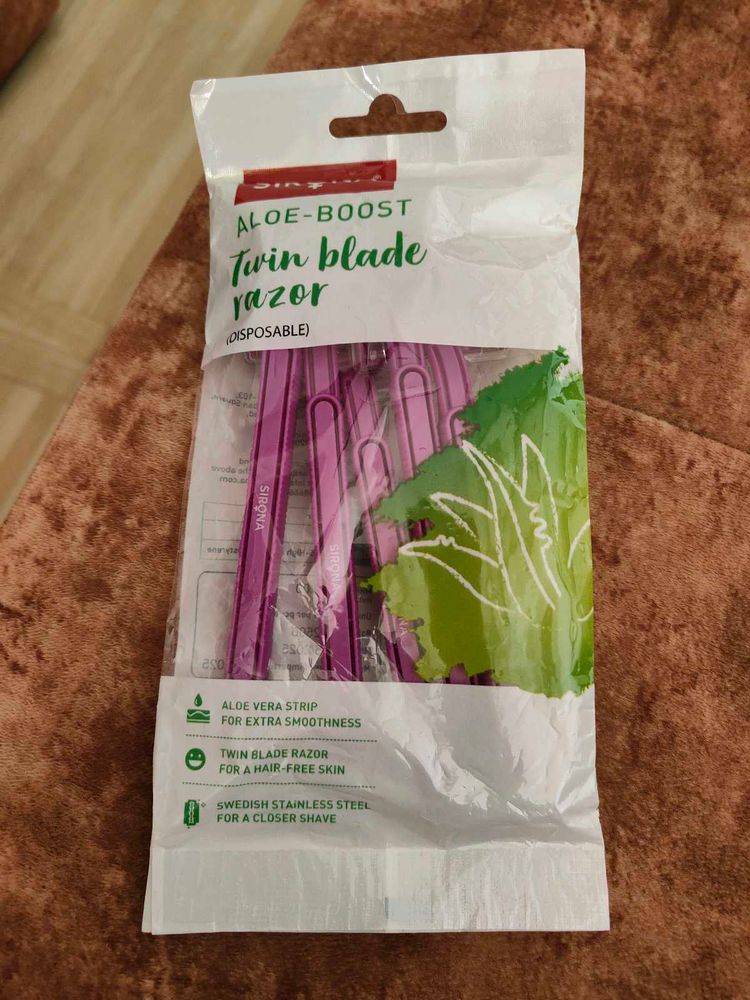 ALOE-BOOST
Twin blade
razor
(DISPOSABLE)
SIRONA
SIRONA
ALOE VERA STRIP
FOR EXTRA SMOOTHNESS
TWIN BLADE RAZOR
FOR A HAIR-FREE SKIN
SWEDISH STAINLESS STEEL
FOR A CLOSER SHAVE